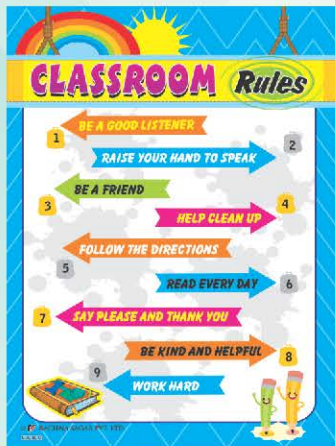 CLASSROOM Rules
1 BE A GOOD LISTENER
RAISE YOUR HAND TO SPEAK 2
3 BE A FRIEND
HELP CLEAN UP 4
FOLLOW THE DIRECTIONS
5
READ EVERY DAY 6
7 SAY PLEASE AND THANK YOU
BE KIND AND HELPFUL 8
9
WORK HARD